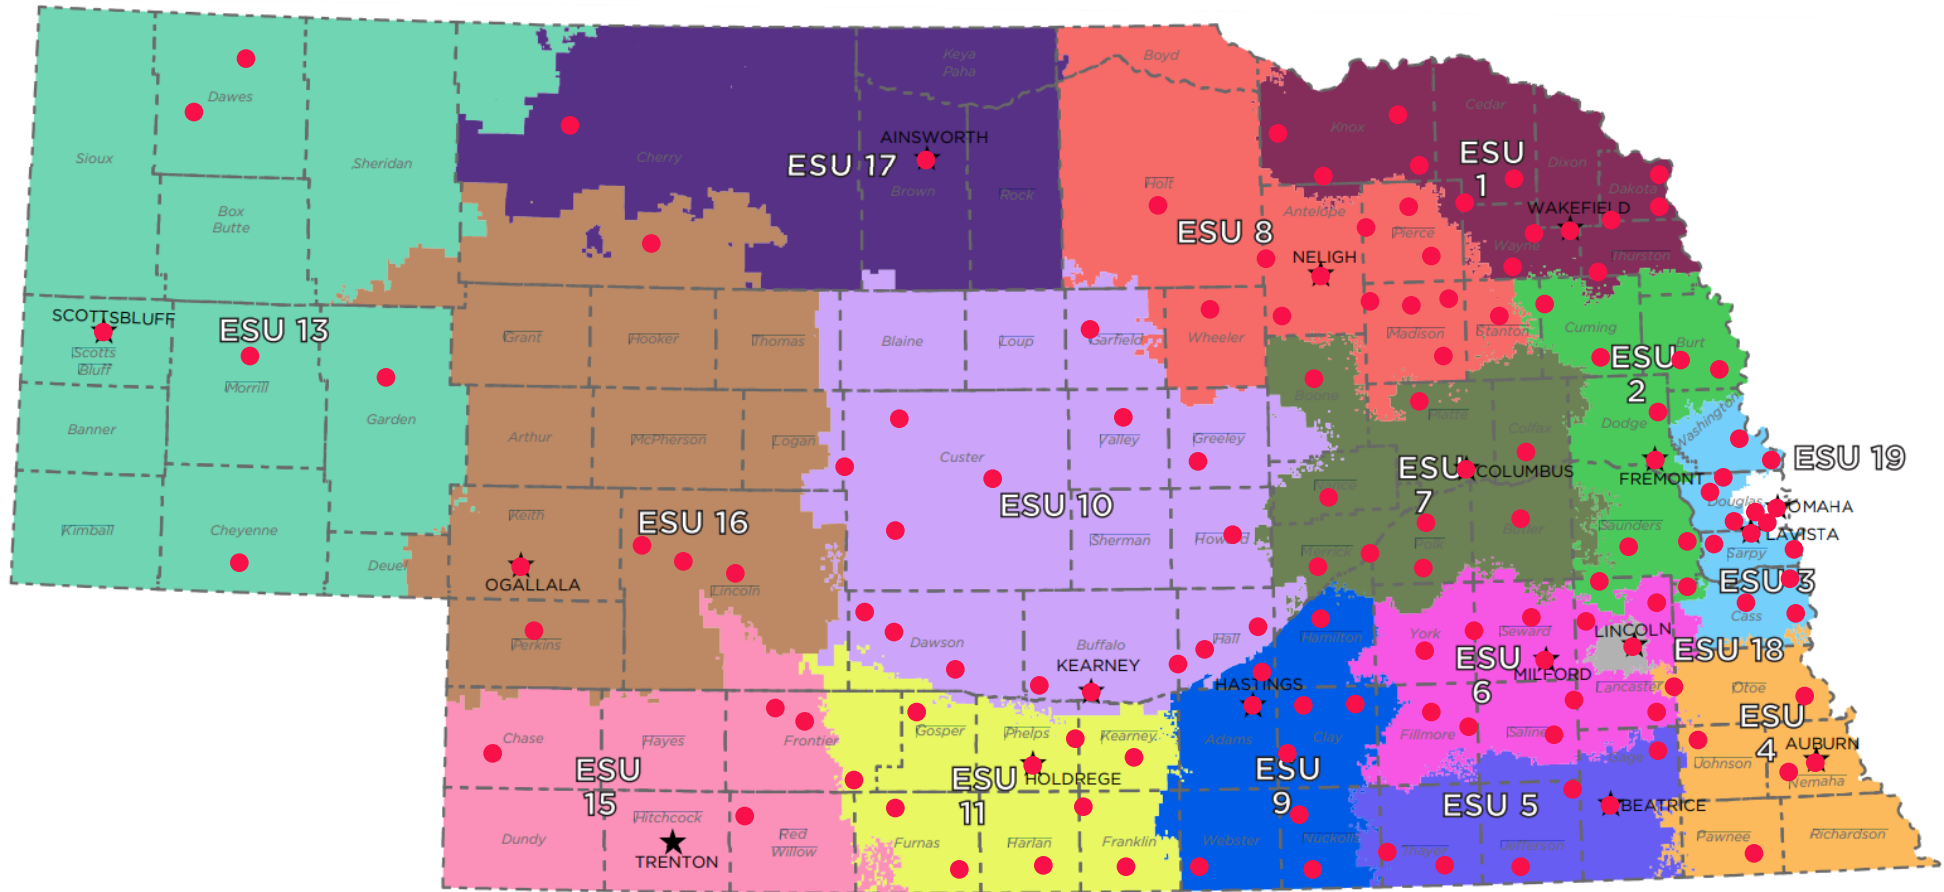 Keya
Paha
Boyd
Dawes
Cedar
Knox
AINSWORTH
Sioux
Sheridan
Cherry
ESU 17
Brown
Rock
ESU
1
Dixon
Dakota
Holt
Box
Butte
Antelope
WAKEFIELD
ESU 8
Pierce
Wayne
NELIGH
Thurston
SCOTTSBLUFF
ESU 13
Scotts
Bluff
Morrill
Grant
Hooker
Thomas
Blaine
Loup
Garfield
Wheeler
Madison
Stanton
Cuming
Burt
ESU
2
Garden
Boone
Platte
Banner
Arthur
McPherson
Logan
Custer
Valley
Greeley
Colfax
Dodge
Washington
ESU 19
ESU
7
COLUMBUS
FREMONT
Kimball
Cheyenne
Keith
ESU 16
ESU 10
Nance
Douglas
OMAHA
Sherman
Howard
Merrick
Polk
Butler
Saunders
LAVISTA
Sarpy
Deuel
OGALLALA
Lincoln
ESU 3
Perkins
Dawson
Buffalo
Hall
Hamilton
York
Seward
LINCOLN
Cass
KEARNEY
ESU
6
MILFORD
ESU 18
HASTINGS
Lancaster
Otoe
Chase
Hayes
Frontier
Gosper
Phelps
Kearney
Adams
Clay
Fillmore
Saline
ESU
4
AUBURN
ESU
15
ESU
11
HOLDREGE
ESU
9
Gage
Johnson
Nemaha
ESU 5
BEATRICE
Dundy
Hitchcock
TRENTON
Red
Willow
Furnas
Harlan
Franklin
Webster
Nuckolls
Thayer
Jefferson
Pawnee
Richardson